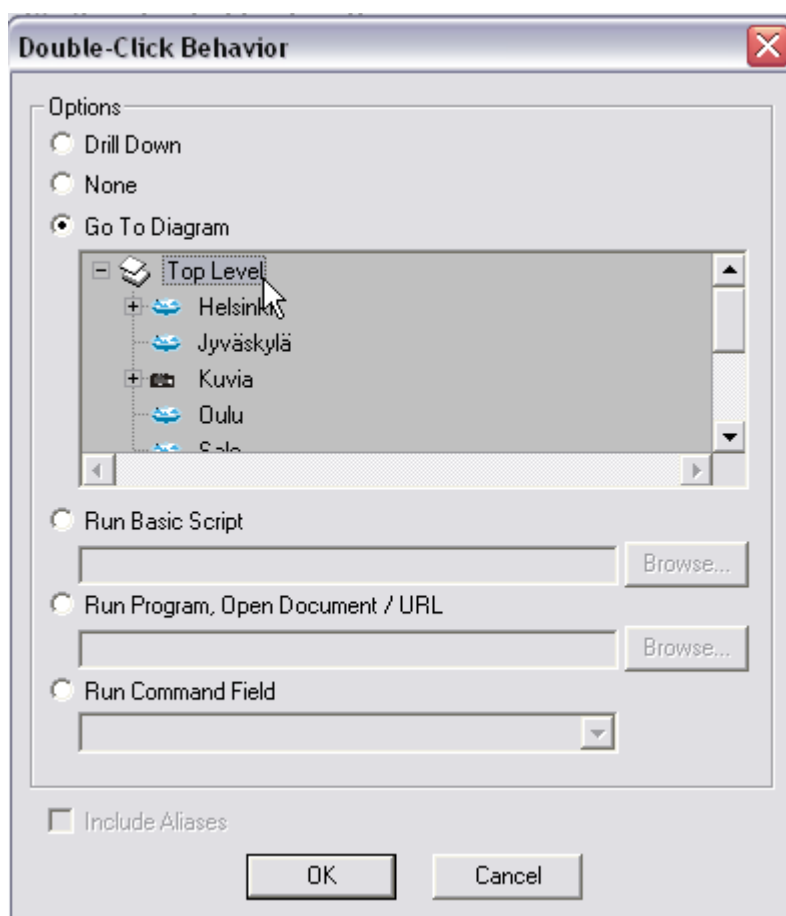 Double-Click Behavior
Options
Drill Down
None
Go To Diagram
Top Level
Helsinki
Jyväskylä
Kuvia
Oulu
Run Basic Script
Browse...
Run Program, Open Document / URL
Browse...
Run Command Field
Include Aliases
OK
Cancel